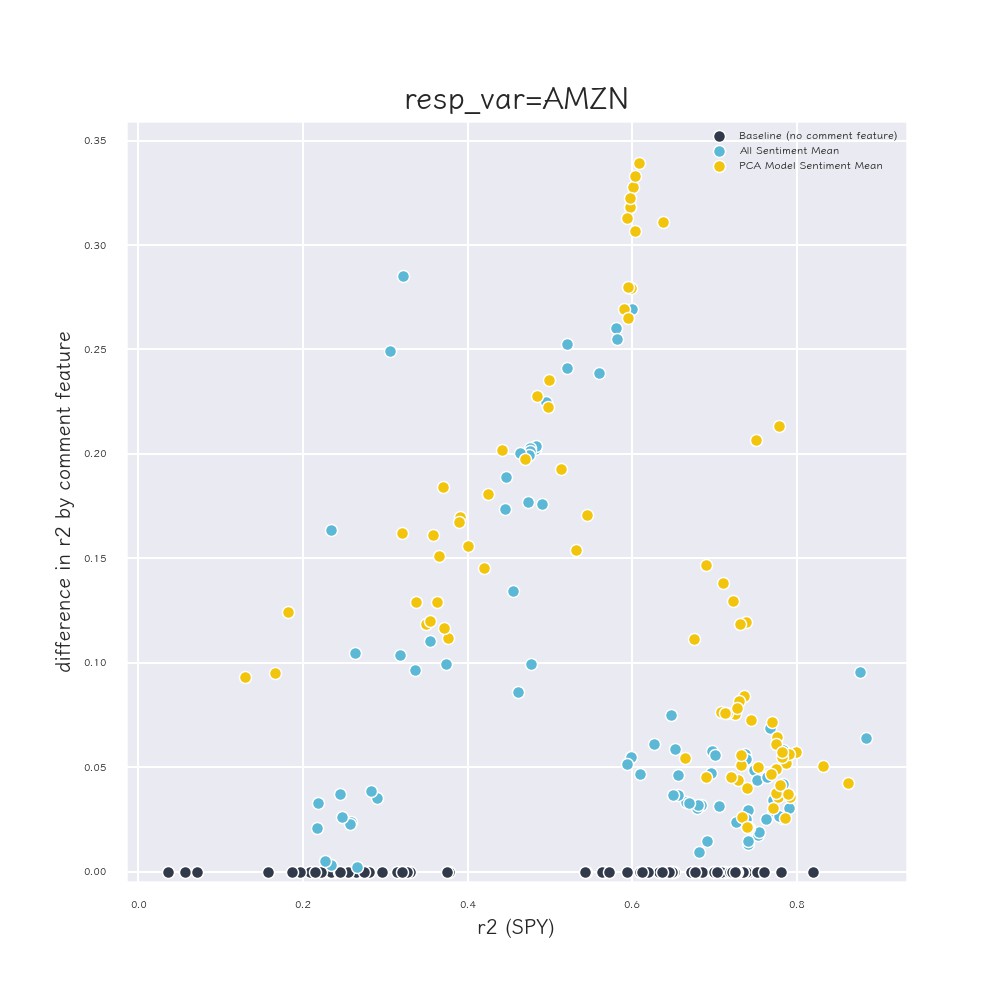 resp_var=AMZN
Baseline (no comment feature)
All Sentiment Mean
PCA Model Sentiment Mean
difference in r2 by comment feature
0.35
0.30
0.25
0.20
0.15
0.10
0.05
0.00
0.0 0.2 0.4 0.6 0.8
r2 (SPY)